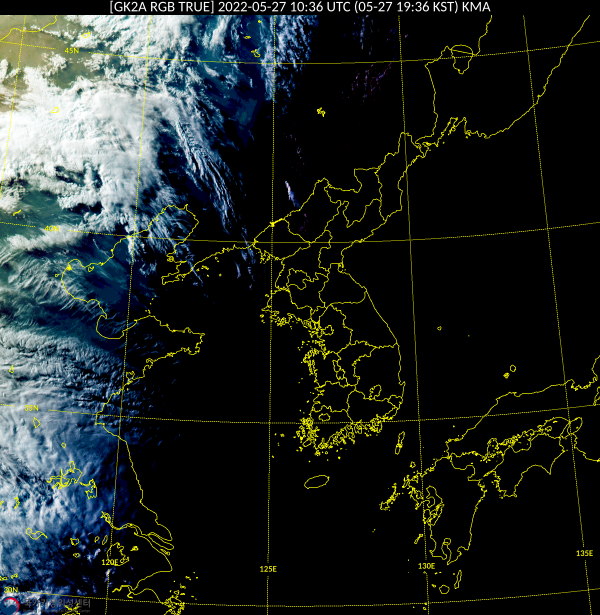 [GK2A RGB TRUE] 2022-05-27 10:36 UTC (05-27 19:36 KST) KMA
45N
40N
35N
120E
125E
130E
135E
30N